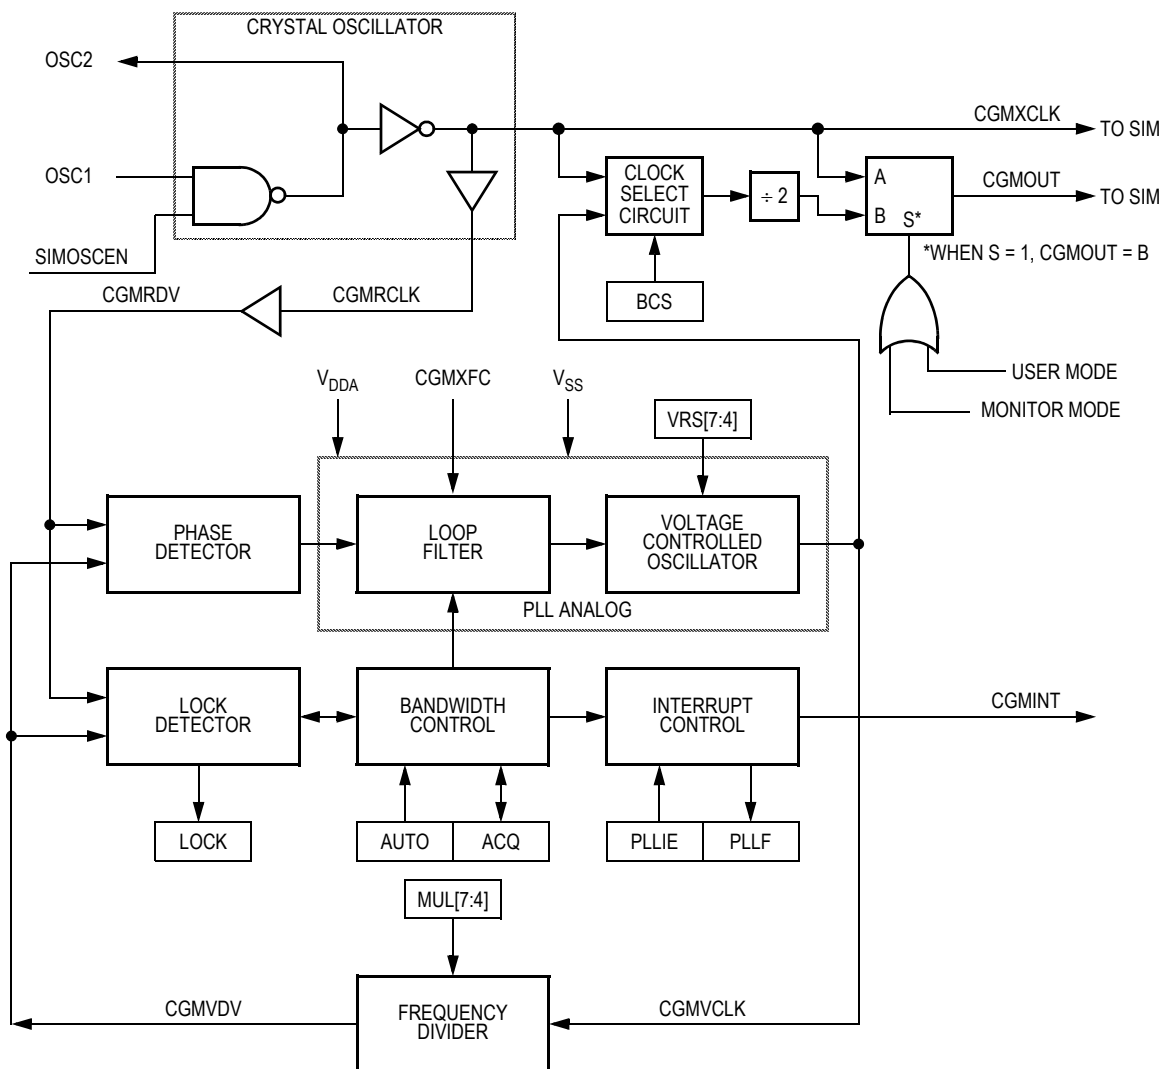 CRYSTAL OSCILLATOR
OSC2
CGMXCLK
TO SIM
OSC1
CLOCK
SELECT
CIRCUIT
÷ 2
A
B
S*
CGMOUT
TO SIM
*WHEN S = 1, CGMOUT = B
SIMOSCEN
CGMRDV
CGMRCLK
BCS
USER MODE
MONITOR MODE
VDDA
CGMXFC
VSS
VRS[7:4]
PHASE
DETECTOR
LOOP
FILTER
VOLTAGE
CONTROLLED
OSCILLATOR
PLL ANALOG
LOCK
DETECTOR
BANDWIDTH
CONTROL
INTERRUPT
CONTROL
CGMINT
LOCK
AUTO
ACQ
PLLIE
PLLF
MUL[7:4]
CGMVDV
FREQUENCY
DIVIDER
CGMVCLK